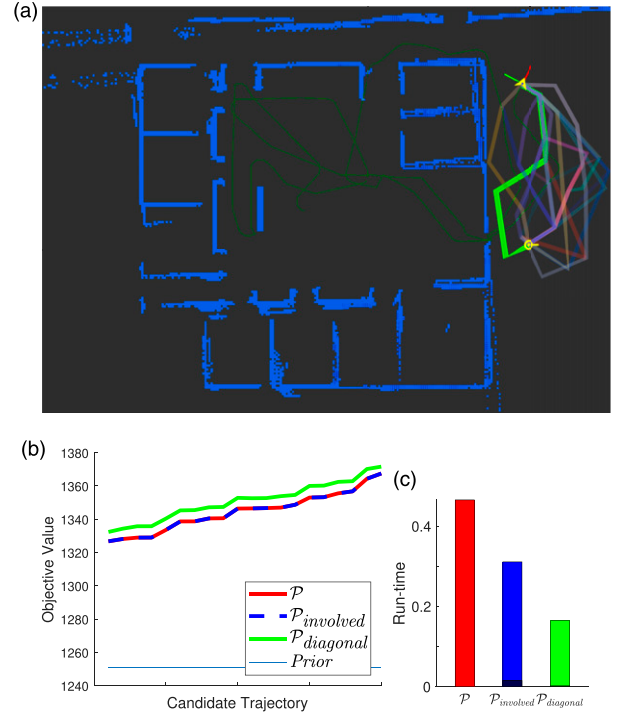 (a)
(b)
1380
1360
1340
1320
1300
1280
1260
1240
Objective Value
Candidate Trajectory
𝒫
𝒫involved
𝒫diagonal
Prior
(c)
0.4
0.2
0
Run-time
𝒫 𝒫involved 𝒫diagonal